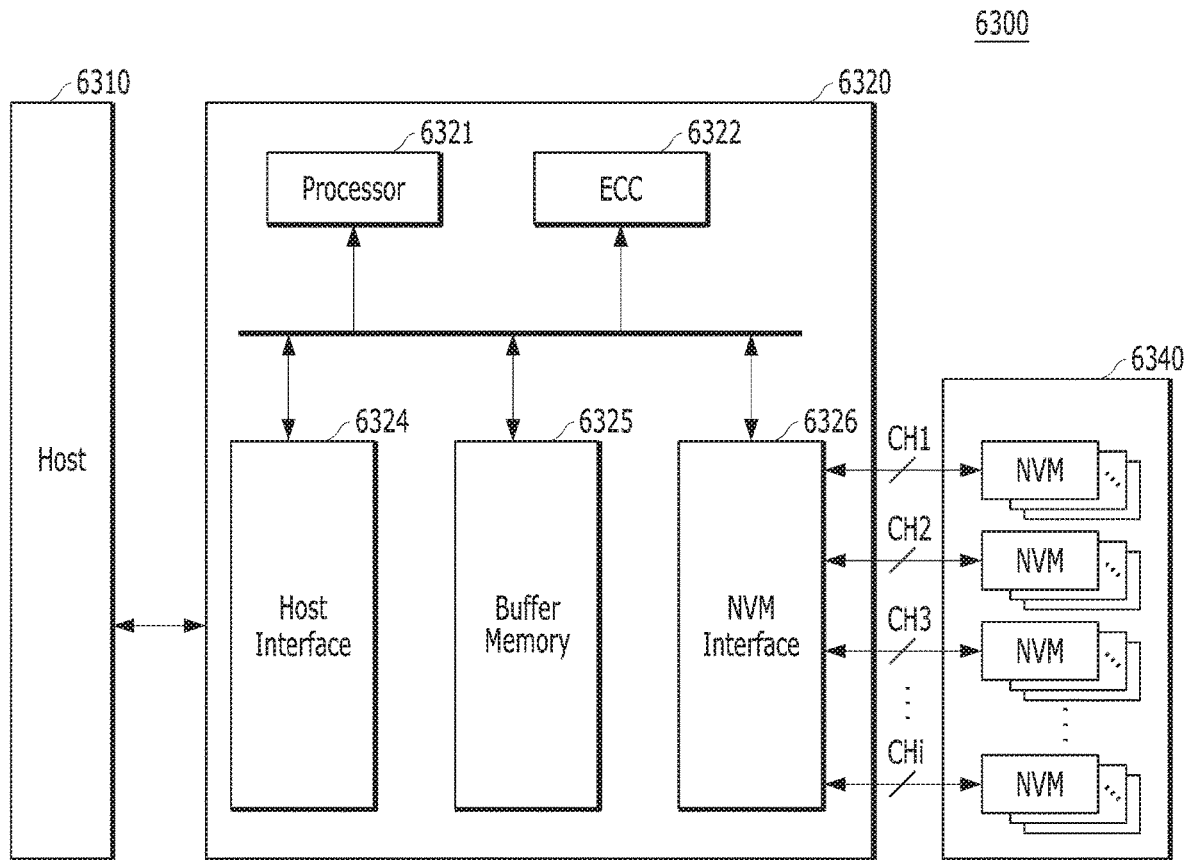 6300
6310
6320
6321
6322
Processor
ECC
6340
6324
6325
6326
CH1
NVM
Host
CH2
NVM
Host
Interface
Buffer
Memory
NVM
Interface
CH3
NVM
CHi
NVM